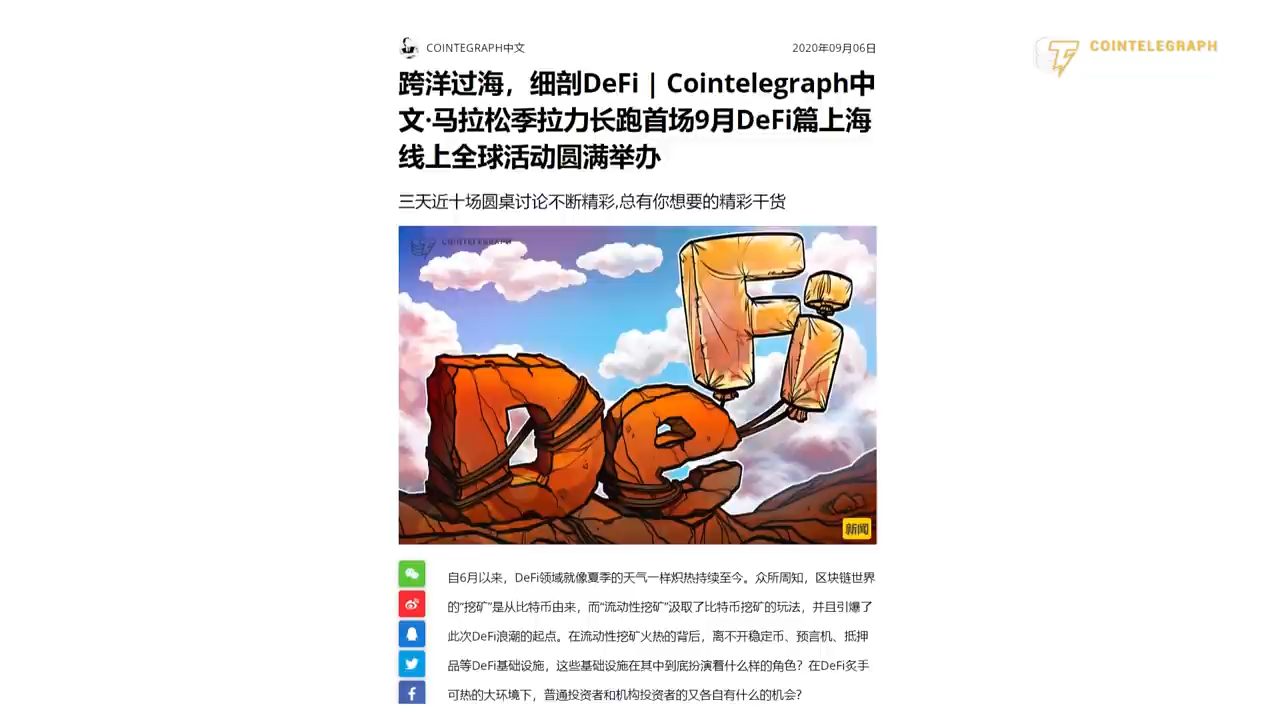 COINTEGRAPH中文
2020年09月06日
COINTELEGRAPH
跨洋过海，细剖DeFi | Cointelegraph中
文·马拉松季拉力长跑首场9月DeFi篇上海
线上全球活动圆满举办
三天近十场圆桌讨论不断精彩,总有你想要的精彩干货
COINTELEGRAPH
DeFi
新闻
自6月以来，DeFi领域就像夏季的天气一样炽热持续至今。众所周知，区块链世界
的“挖矿”是从比特币由来，而“流动性挖矿”汲取了比特币挖矿的玩法，并且引爆了
此次DeFi浪潮的起点。在流动性挖矿火热的背后，离不开稳定币、预言机、抵押
品等DeFi基础设施，这些基础设施在其中到底扮演着什么样的角色？在DeFi炙手
可热的大环境下，普通投资者和机构投资者的又各自有什么的机会?